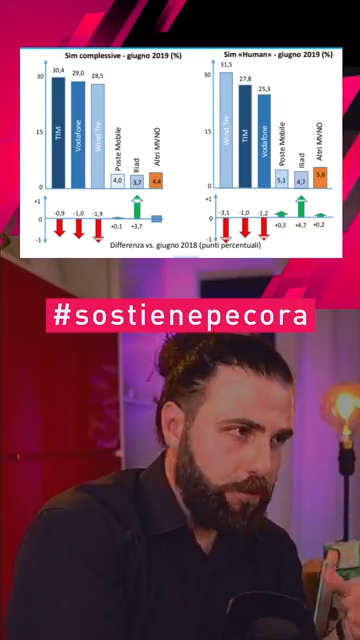 Sim complessive - giugno 2019 (%)
Sim «Human» - giugno 2019 (%)
30
15
0
30,4
29,0
28,5
4,0
3,7
4,4
TIM
Vodafone
Wind Tre
Poste Mobile
Iliad
Altri MVNO
30
15
0
31,5
27,8
25,3
5,1
4,7
5,6
Wind Tre
TIM
Vodafone
Poste Mobile
Iliad
Altri MVNO
+1
0
-1
-0,9
-1,0
-1,9
+0,1
+3,7
+1
0
-1
-3,1
-1,0
-1,2
+0,3
+4,7
+0,2
Differenza vs. giugno 2018 (punti percentuali)
#sostienepecora